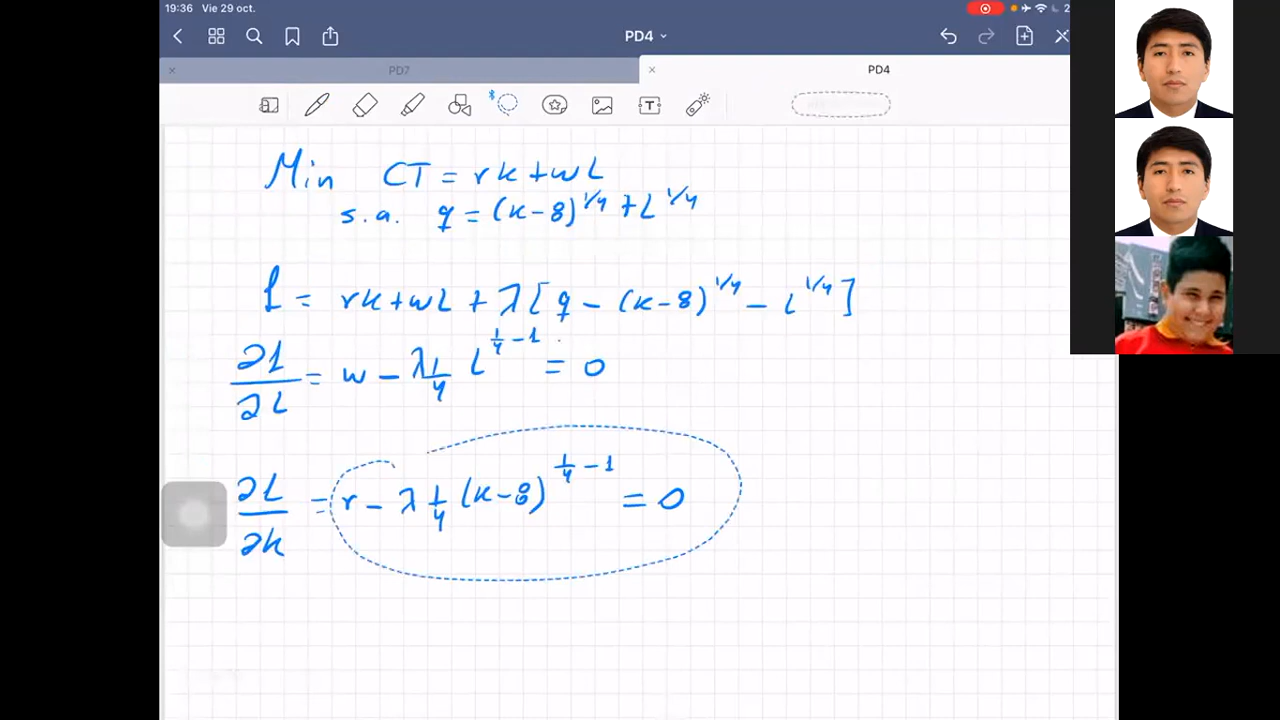 19:36 Vie 29 oct.
PD4
PD7
PD4
Min CT = rk + wL
s.a. q = (k-8)^{1/4} + L^{1/4}
L = rk + wL + λ[q - (k-8)^{1/4} - L^{1/4}]
∂L/∂L = w - λ 1/4 L^{1/4 - 1} = 0
∂L/∂k = r - λ 1/4 (k-8)^{1/4 - 1} = 0